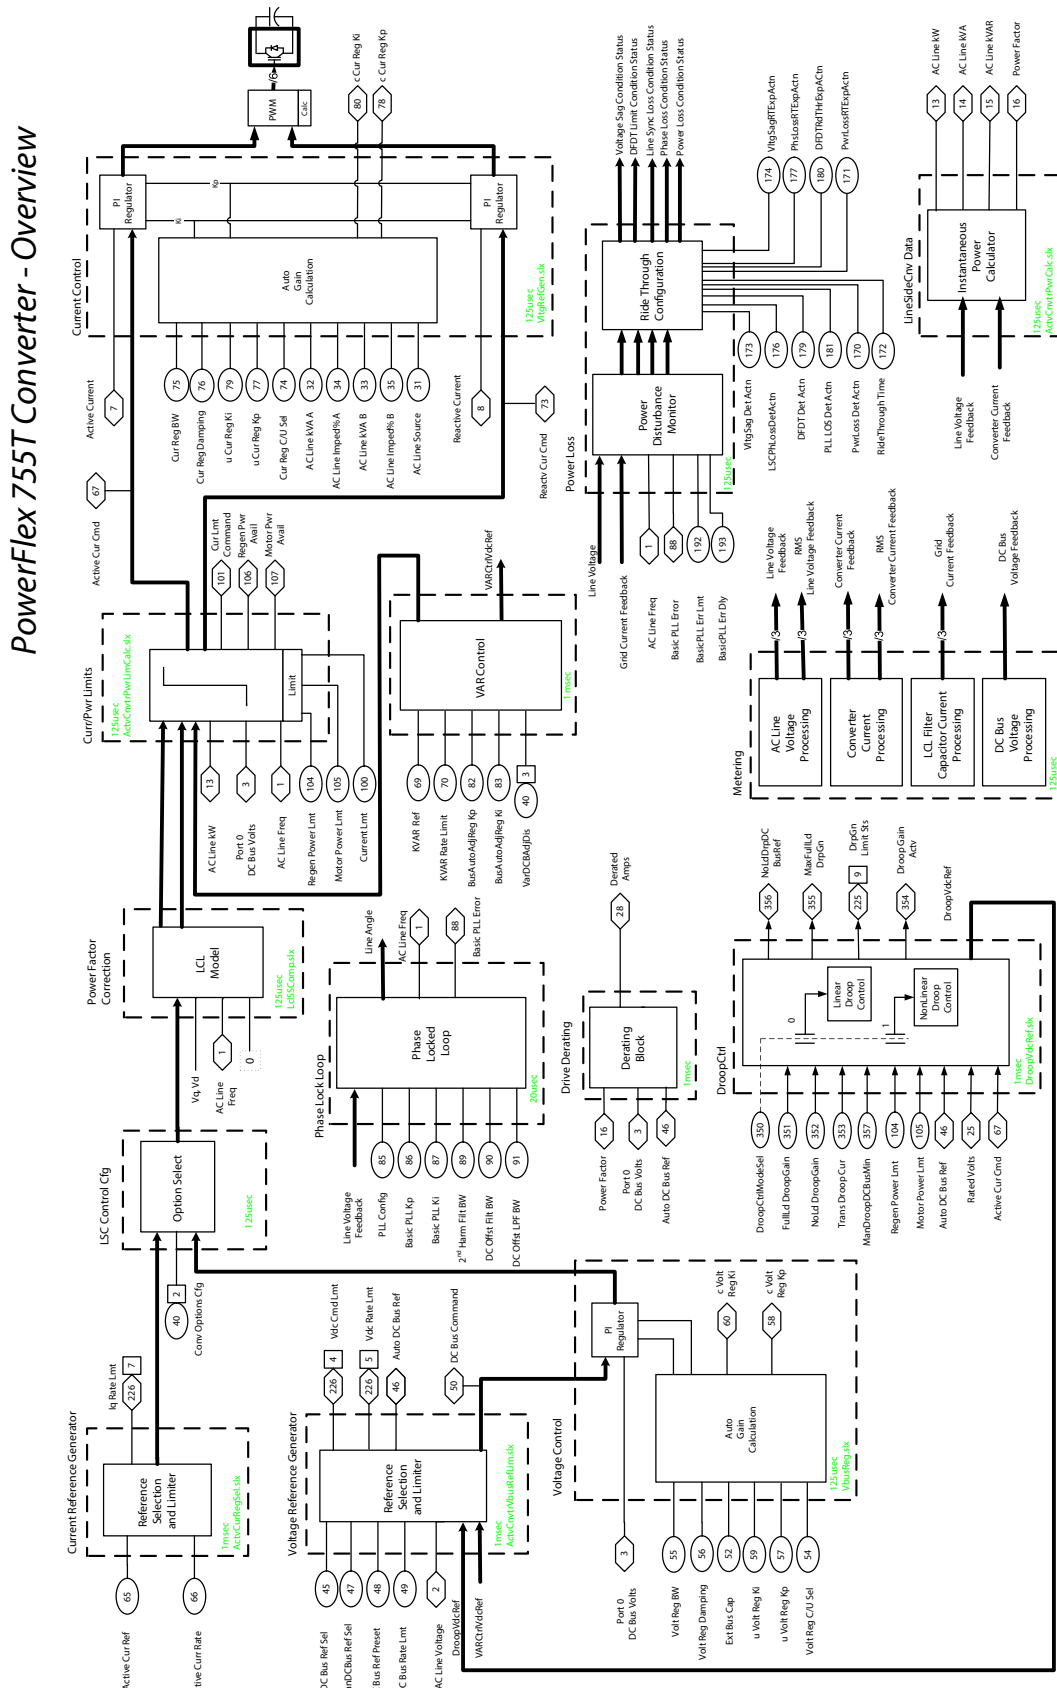 PowerFlex 755T Converter - Overview
Current Reference Generator
Reference
Selection
and Limiter
1msec
ActvCurRegSel.slx
65
Active Cur Ref
66
tive Curr Rate
226
7
Iq Rate Lmt
Voltage Reference Generator
Reference
Selection
and Limiter
1msec
ActvCnvtrVbusRefLim.slx
45
DC Bus Ref Sel
47
anDCBus Ref Sel
48
Bus Ref Preset
49
C Bus Rate Lmt
2
AC Line Voltage
DroopVdcRef
VARCtrlVdcRef
226
4
Vdc Cmd Lmt
226
5
Vdc Rate Lmt
46
Auto DC Bus Ref
50
DC Bus Command
LSC Control Cfg
Option Select
125usec
40
2
Conv Options Cfg
Voltage Control
PI
Regulator
Auto
Gain
Calculation
125usec
VbusReg.slx
3
Port 0
DC Bus Volts
55
Volt Reg BW
56
Volt Reg Damping
52
Ext Bus Cap
59
u Volt Reg Ki
57
u Volt Reg Kp
54
Volt Reg C/U Sel
60
c Volt
Reg Ki
58
c Volt
Reg Kp
Power Factor
Correction
LCL
Model
125usec
LdSSComp.slx
Vq, Vd
1
AC Line
Freq
0
Phase Lock Loop
Phase
Locked
Loop
20usec
Line Voltage
Feedback
85
PLL Config
86
Basic PLL Kp
87
Basic PLL Ki
89
2nd Harm Filt BW
90
DC Offst Filt BW
91
DC Offst LPF BW
Line Angle
1
AC Line Freq
88
Basic PLL Error
Drive Derating
Derating
Block
1msec
16
Power Factor
3
Port 0
DC Bus Volts
46
Auto DC Bus Ref
28
Derated
Amps
DroopCtrl
Linear
Droop
Control
NonLinear
Droop
Control
0
1
1msec
DroopVdcRef.slx
350
DroopCtrlModeSel
351
FullLd DroopGain
352
NoLd DroopGain
353
Trans Droop Cur
357
ManDroopDCBusMin
104
Regen Power Lmt
105
Motor Power Lmt
46
Auto DC Bus Ref
25
Rated Volts
67
Active Cur Cmd
356
NoLdDrpDC
BusRef
355
MaxFullLd
DrpGn
225
9
DrpGn
Limit Sts
354
Droop Gain
Actv
DroopVdcRef
Curr/Pwr Limits
125usec
ActvCnvtrPwrLimCalc.slx
Limit
13
AC Line kW
3
Port 0
DC Bus Volts
1
AC Line Freq
104
Regen Power Lmt
105
Motor Power Lmt
100
Current Lmt
101
Cur Lmt
Command
106
Regen Pwr
Avail
107
Motor Pwr
Avail
67
Active Cur Cmd
VAR Control
1 msec
69
KVAR Ref
70
KVAR Rate Limit
82
BusAutoAdjReg Kp
83
BusAutoAdjReg Ki
40
3
VarDCBAdjDis
VARCtrlVdcRef
Metering
AC Line
Voltage
Processing
Converter
Current
Processing
LCL Filter
Capacitor Current
Processing
DC Bus
Voltage
Processing
125usec
/3
Line Voltage
Feedback
/3
RMS
Line Voltage Feedback
/3
Converter Current
Feedback
/3
RMS
Converter Current Feedback
/3
Grid
Current Feedback
DC Bus
Voltage Feedback
Current Control
PI
Regulator
Auto
Gain
Calculation
PI
Regulator
Ki
Kp
125usec
VltgRefGen.slx
7
Active Current
75
Cur Reg BW
76
Cur Reg Damping
79
u Cur Reg Ki
77
u Cur Reg Kp
74
Cur Reg C/U Sel
32
AC Line kVA A
34
AC Line Imped% A
33
AC Line kVA B
35
AC Line Imped% B
31
AC Line Source
8
Reactive Current
73
Reactv Cur Cmd
PWM
Calc
/6
80
c Cur Reg Ki
78
c Cur Reg Kp
Power Loss
Power
Disturbance
Monitor
Ride Through
Configuration
125usec
Line Voltage
Grid Current Feedback
1
AC Line Freq
88
Basic PLL Error
192
BasicPLL Err Lmt
193
BasicPLL Err Dly
Voltage Sag Condition Status
DFDT Limit Condition Status
Line Sync Loss Condition Status
Phase Loss Condition Status
Power Loss Condition Status
173
VltgSag Det Actn
176
LSCPhLossDetActn
179
DFDT Det Actn
181
PLL LOS Det Actn
170
PwrLoss Det Actn
172
RideThrough Time
174
VltgSagRTExpActn
177
PhsLossRTExpActn
180
DFDTRdTHrExpACtn
171
PwrLossRTExpActn
LineSideCnv Data
Instantaneous
Power
Calculator
125usec
ActvCnvtrPwrCalc.slx
Line Voltage
Feedback
Converter Current
Feedback
13
AC Line kW
14
AC Line kVA
15
AC Line kVAR
16
Power Factor